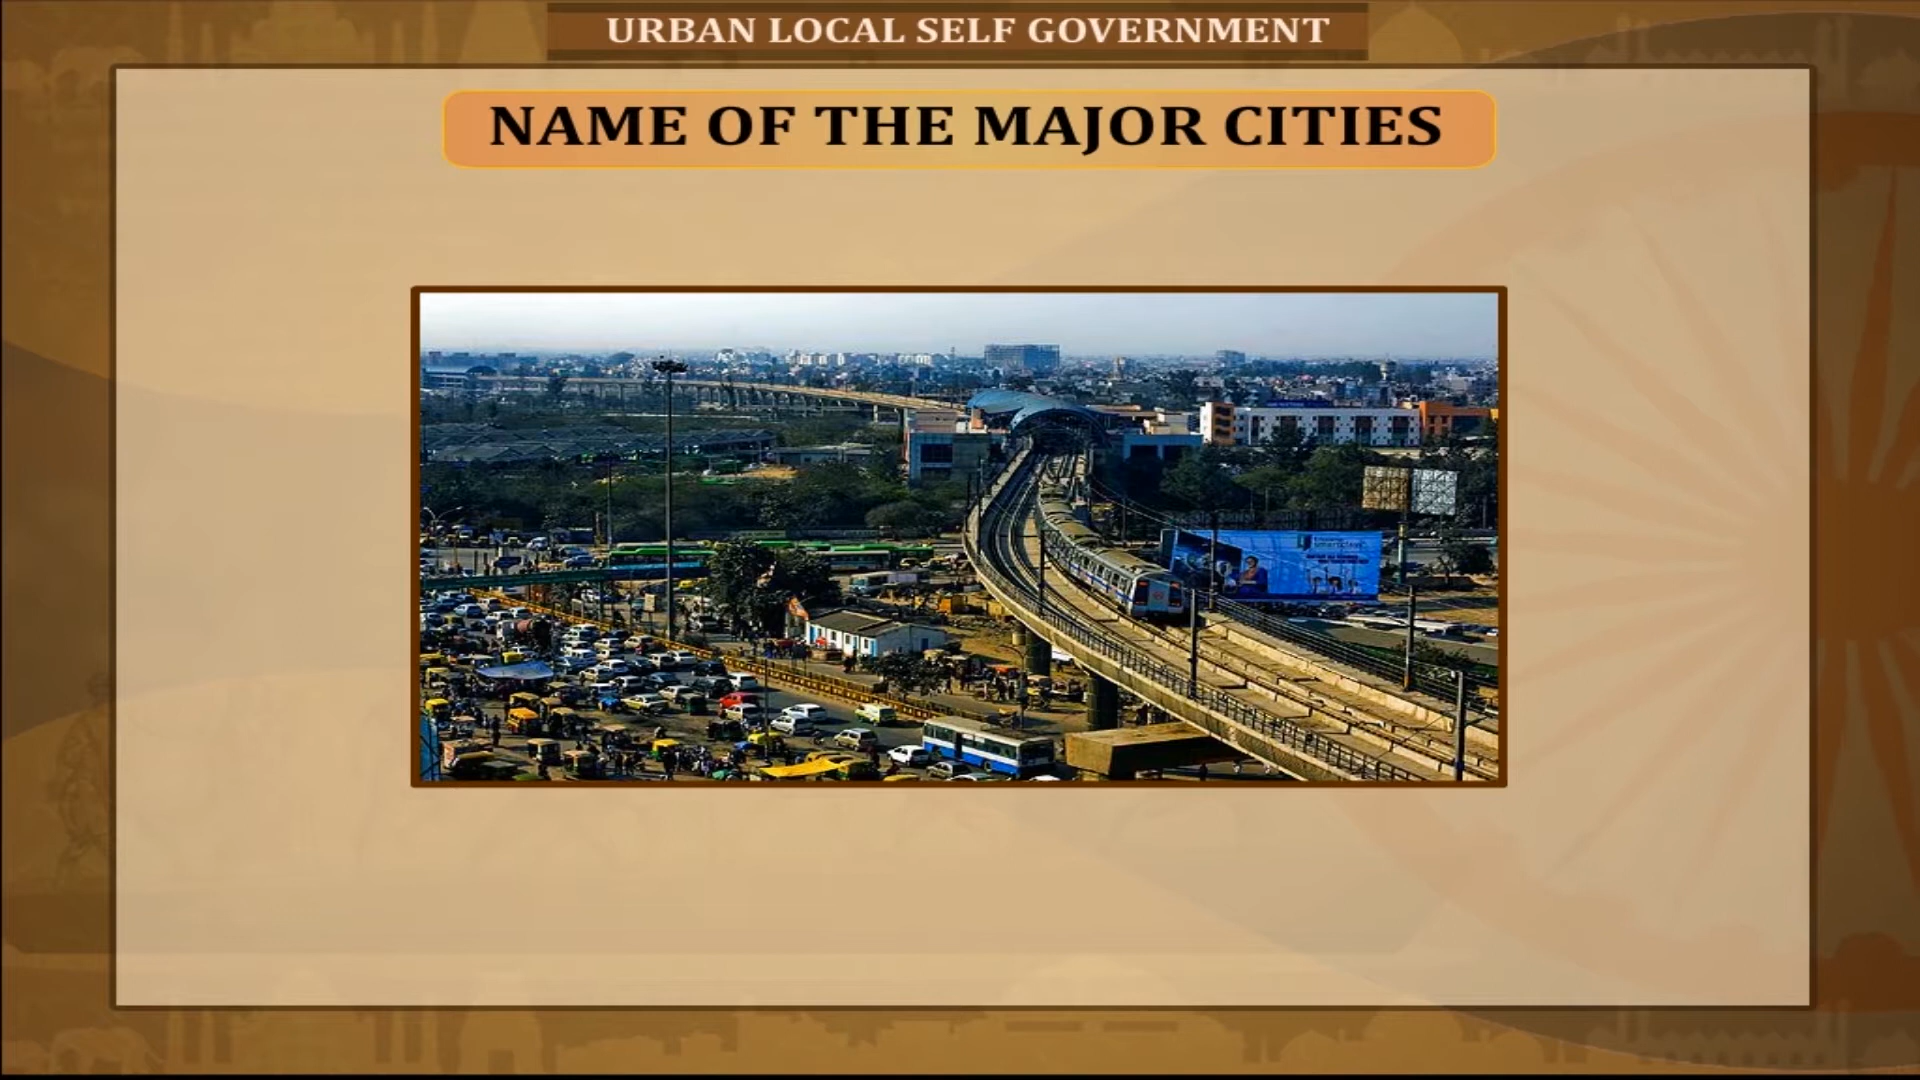 URBAN LOCAL SELF GOVERNMENT
NAME OF THE MAJOR CITIES